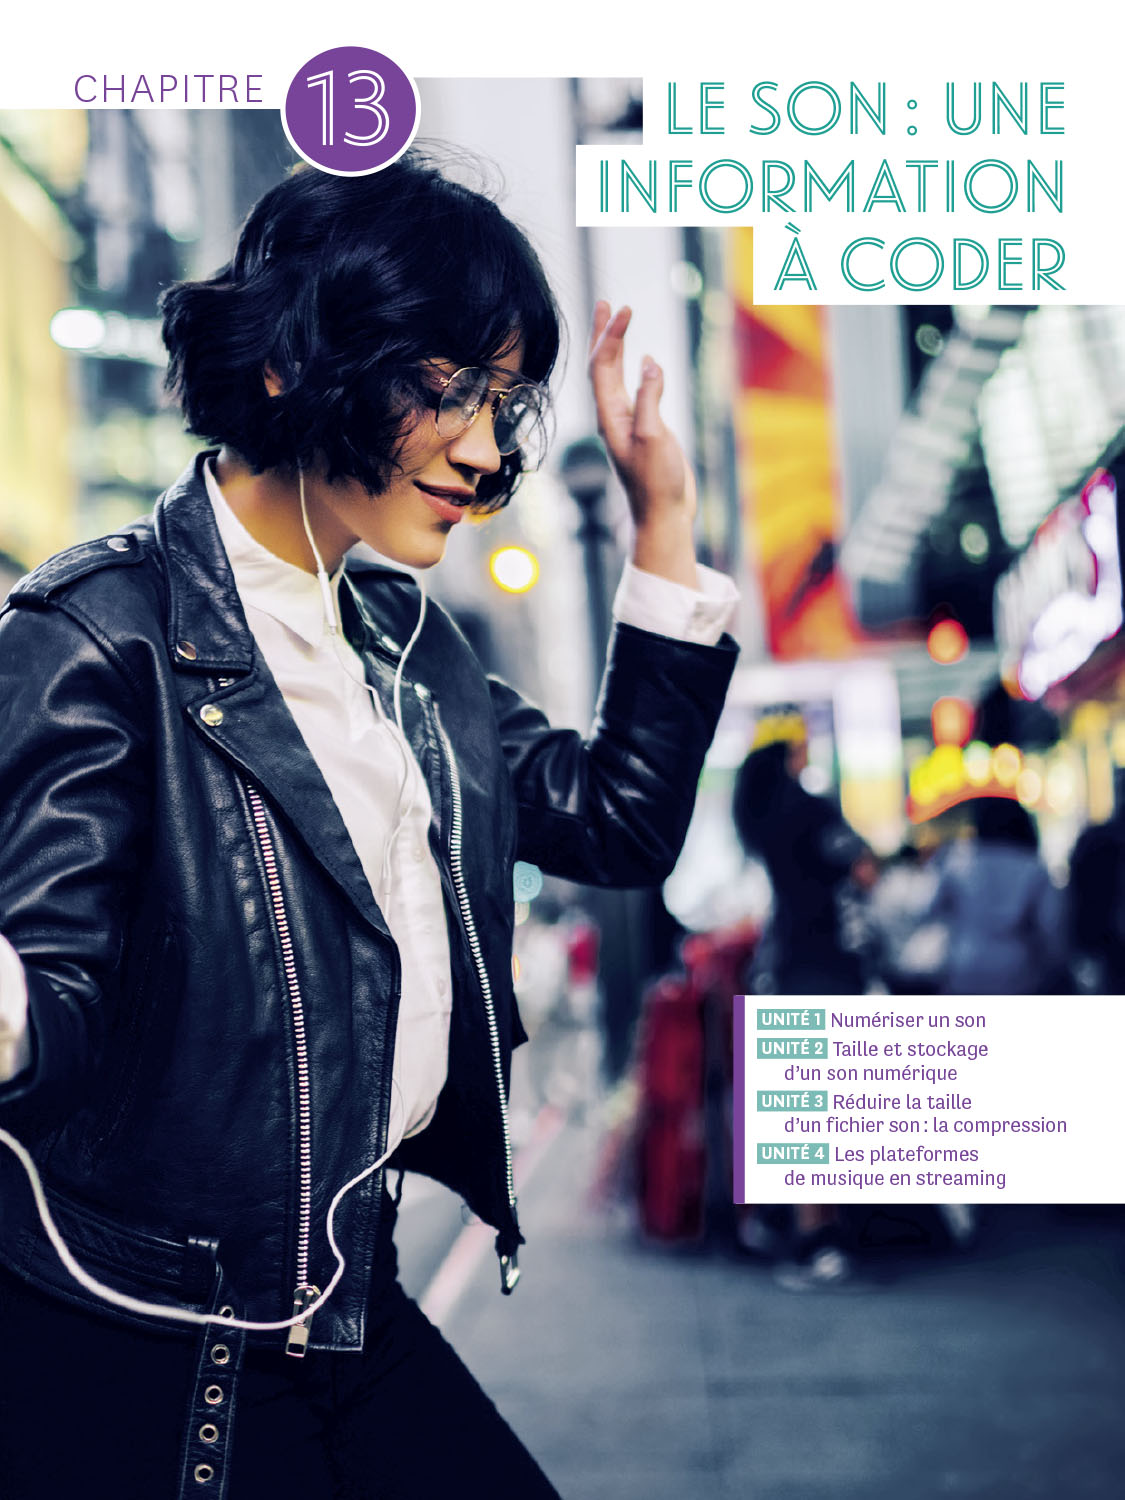 CHAPITRE 13
LE SON : UNE
INFORMATION
À CODER
UNITÉ 1 Numériser un son
UNITÉ 2 Taille et stockage
d’un son numérique
UNITÉ 3 Réduire la taille
d’un fichier son : la compression
UNITÉ 4 Les plateformes
de musique en streaming